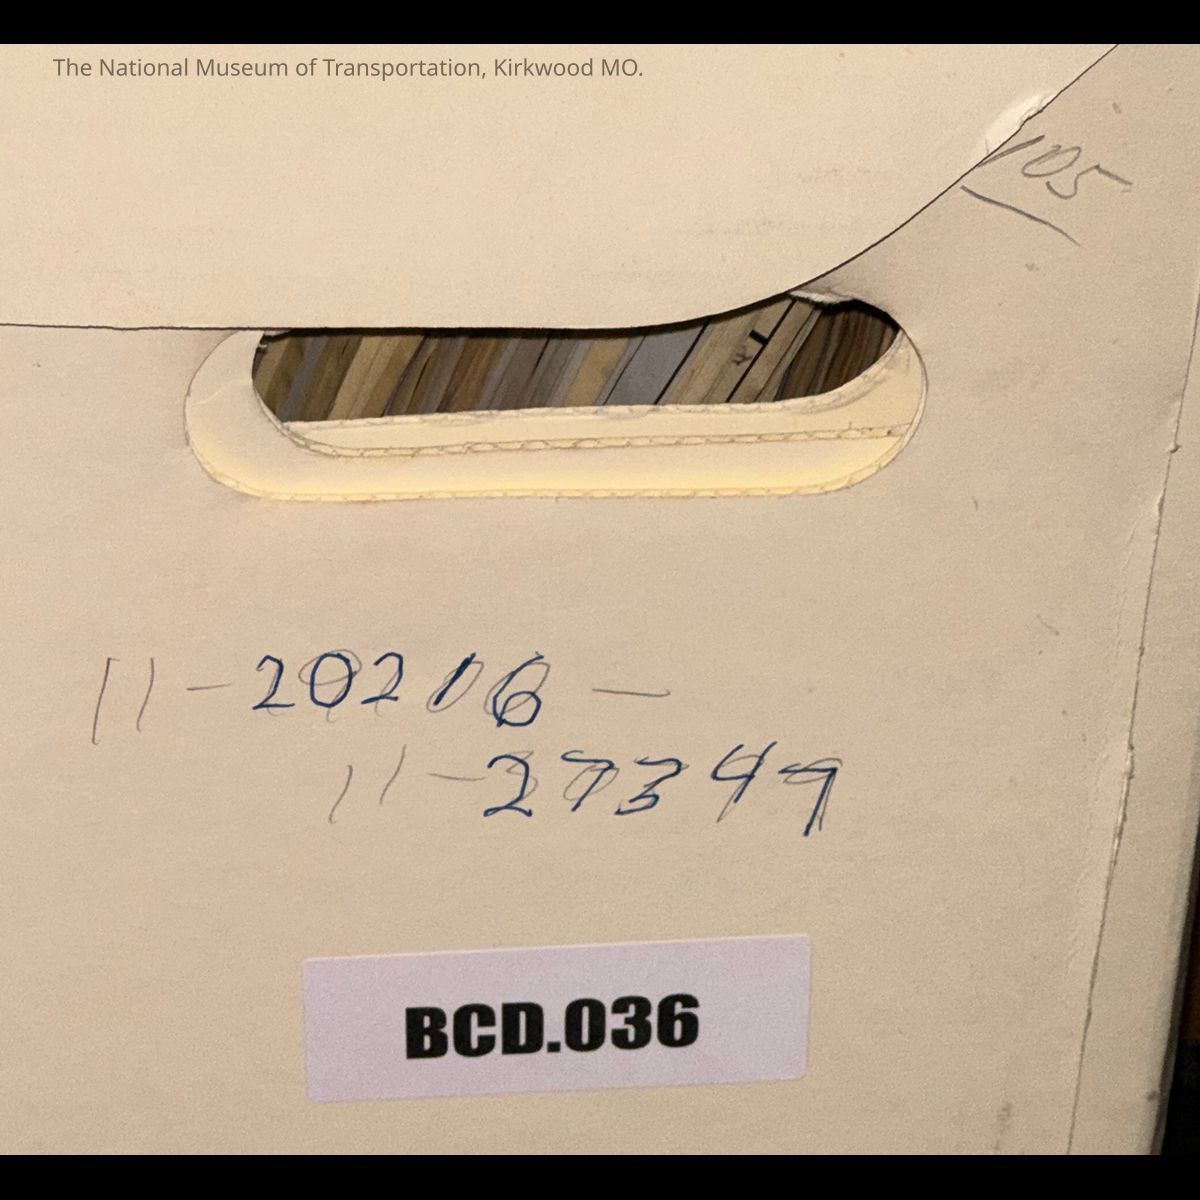 The National Museum of Transportation, Kirkwood MO.
105
11-20206 —
11-27349
BCD.036